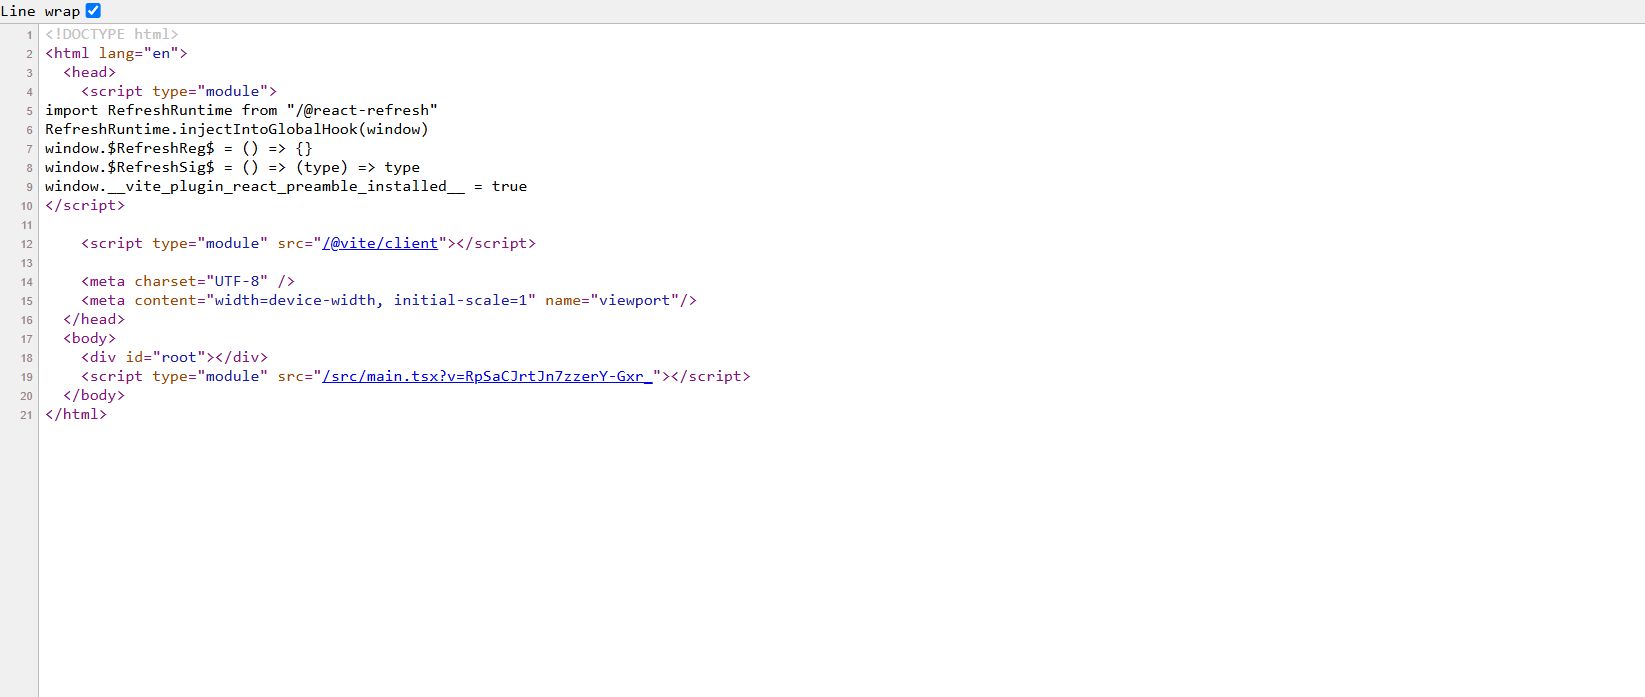 Line wrap
1 <!DOCTYPE html>
2 <html lang="en">
3   <head>
4     <script type="module">
5 import RefreshRuntime from "/@react-refresh"
6 RefreshRuntime.injectIntoGlobalHook(window)
7 window.$RefreshReg$ = () => {}
8 window.$RefreshSig$ = () => (type) => type
9 window.__vite_plugin_react_preamble_installed__ = true
10 </script>
11
12     <script type="module" src="/@vite/client"></script>
13
14     <meta charset="UTF-8" />
15     <meta content="width=device-width, initial-scale=1" name="viewport"/>
16   </head>
17   <body>
18     <div id="root"></div>
19     <script type="module" src="/src/main.tsx?v=RpSaCJrtJn7zzerY-Gxr_"></script>
20   </body>
21 </html>